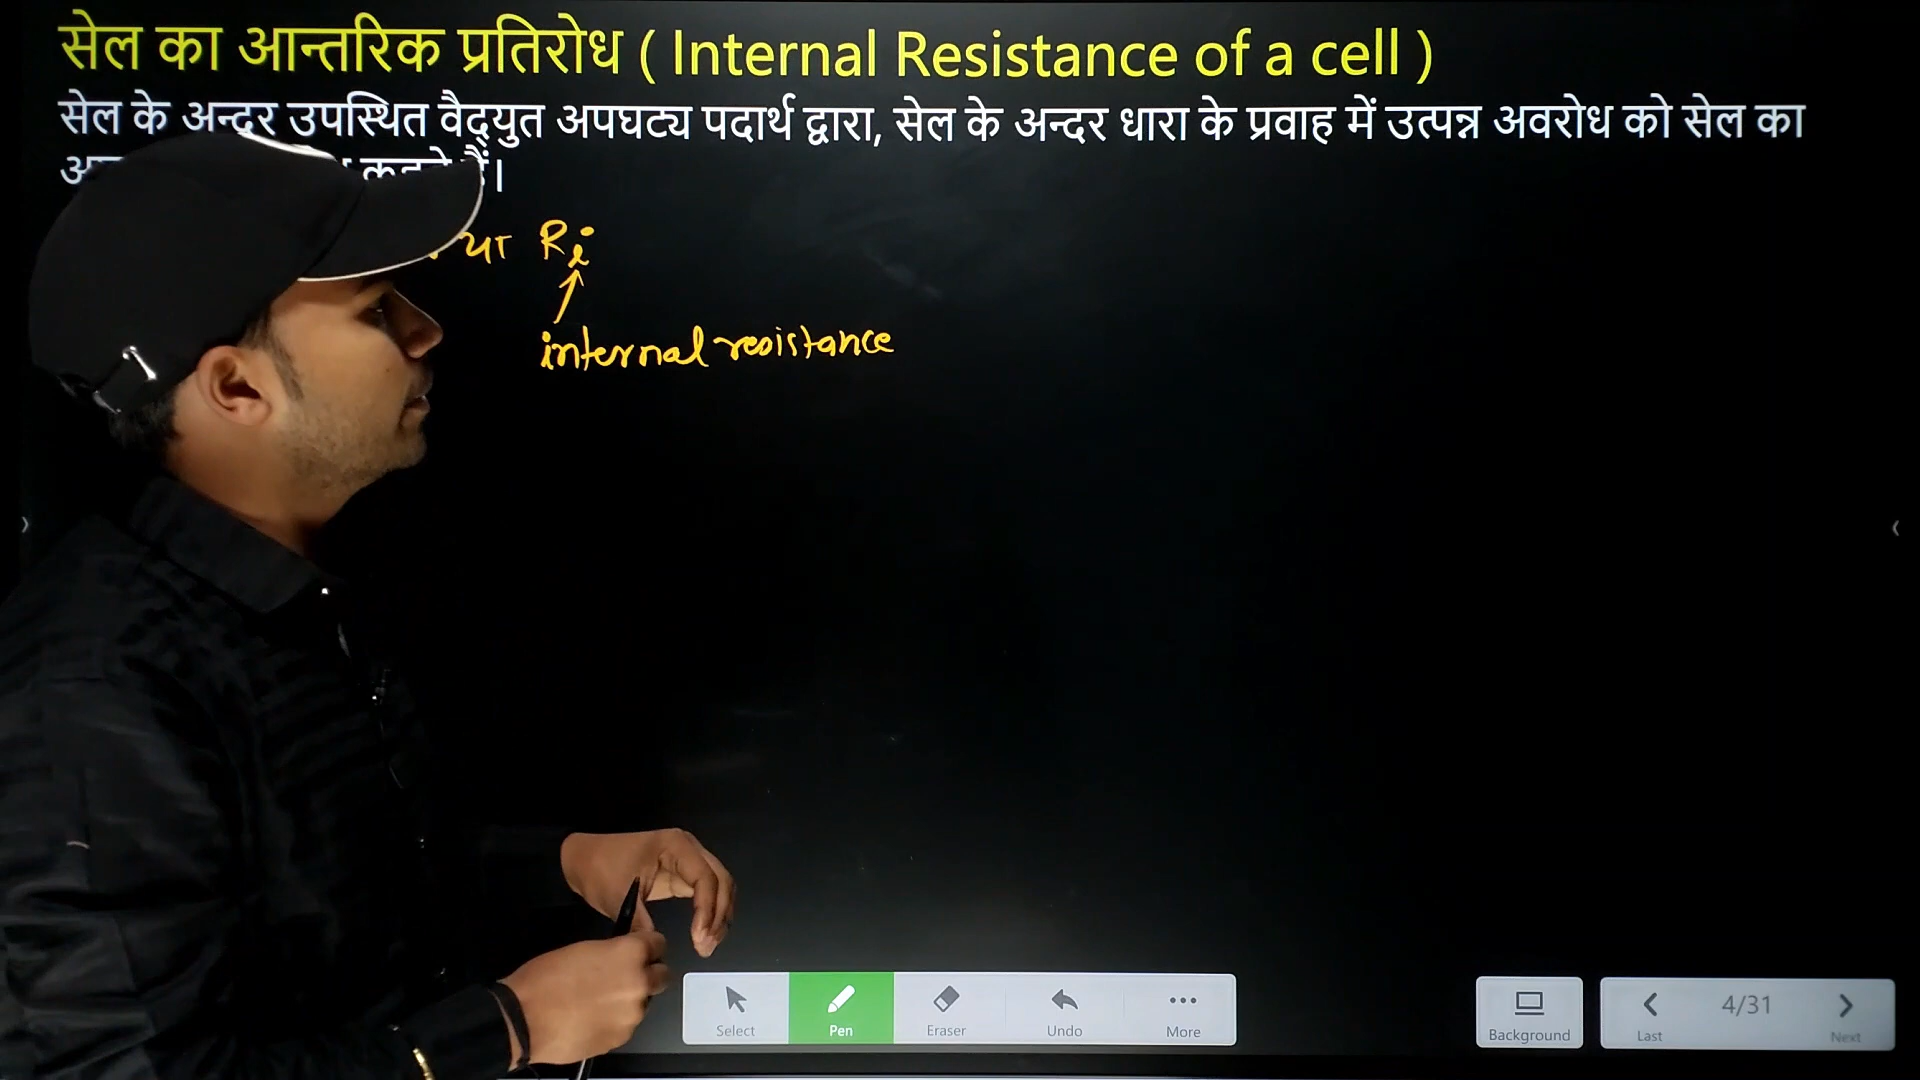 सेल का आन्तरिक प्रतिरोध ( Internal Resistance of a cell )
सेल के अन्दर उपस्थित वैद्युत अपघट्य पदार्थ द्वारा, सेल के अन्दर धारा के प्रवाह में उत्पन्न अवरोध को सेल का
कहते हैं।
या Ri
internal resistance
Select Pen Eraser Undo More
Background
Last 4/31 Next